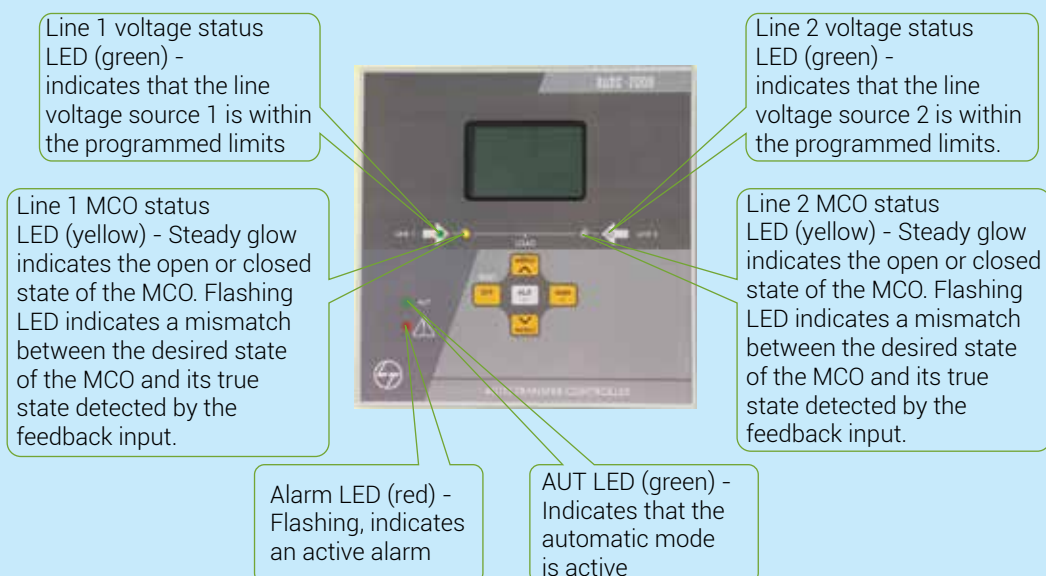 Line 1 voltage status
LED (green) -
indicates that the line
voltage source 1 is within
the programmed limits
Line 2 voltage status
LED (green) -
indicates that the line
voltage source 2 is within
the programmed limits.
Line 1 MCO status
LED (yellow) - Steady glow
indicates the open or closed
state of the MCO. Flashing
LED indicates a mismatch
between the desired state
of the MCO and its true
state detected by the
feedback input.
Line 2 MCO status
LED (yellow) - Steady glow
indicates the open or closed
state of the MCO. Flashing
LED indicates a mismatch
between the desired state
of the MCO and its true
state detected by the
feedback input.
LOAD
AUT
TRANSFER CONTROLLER
Alarm LED (red) -
Flashing, indicates
an active alarm
AUT LED (green) -
Indicates that the
automatic mode
is active